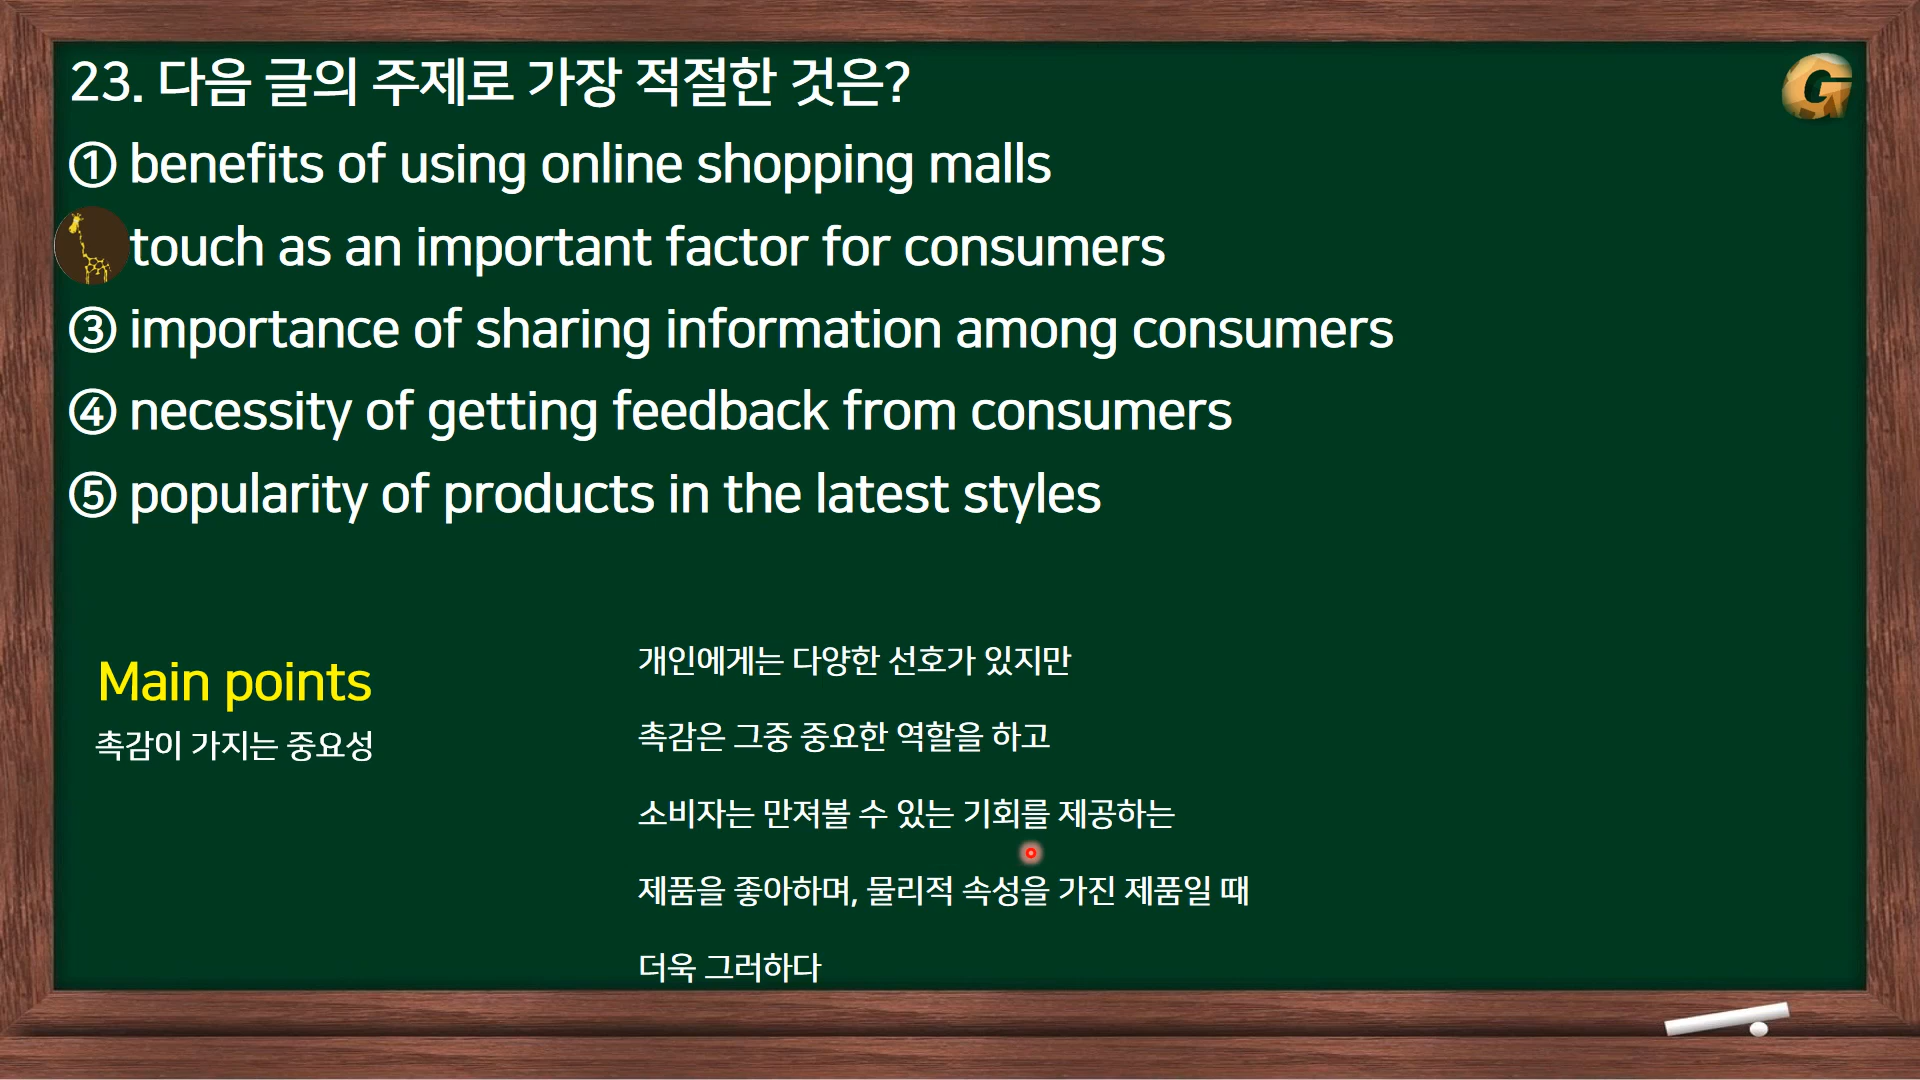 23. 다음 글의 주제로 가장 적절한 것은?
① benefits of using online shopping malls
touch as an important factor for consumers
③ importance of sharing information among consumers
④ necessity of getting feedback from consumers
⑤ popularity of products in the latest styles
Main points
촉감이 가지는 중요성
개인에게는 다양한 선호가 있지만
촉감은 그중 중요한 역할을 하고
소비자는 만져볼 수 있는 기회를 제공하는
제품을 좋아하며, 물리적 속성을 가진 제품일 때
더욱 그러하다
G